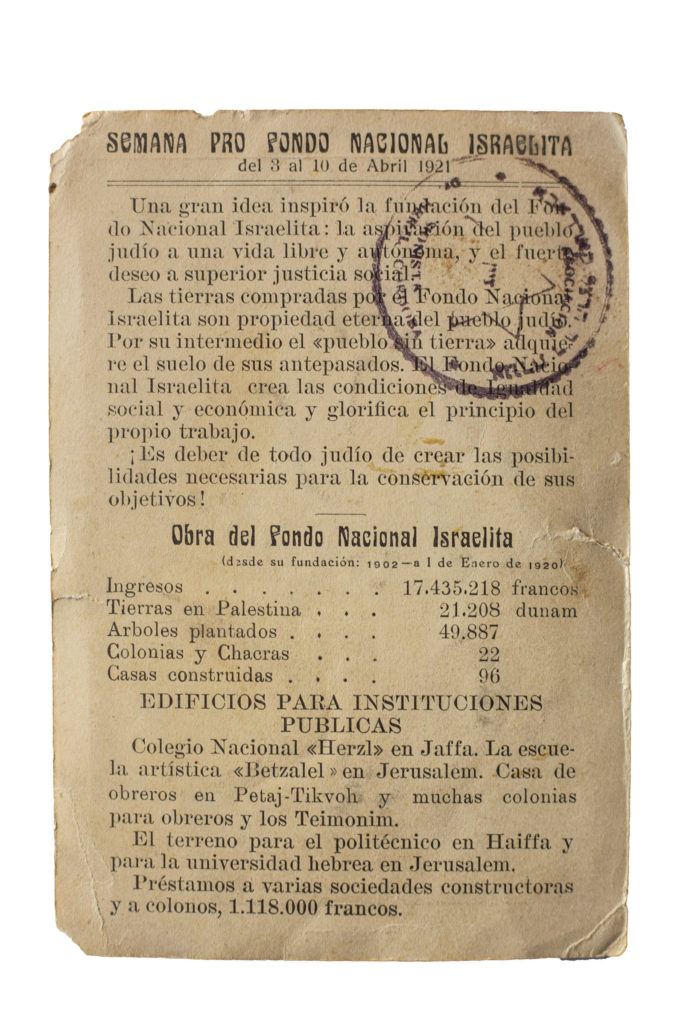 SEMANA PRO FONDO NACIONAL ISRAELITA
del 3 al 10 de Abril 1921
Una gran idea inspiró la fundación del Fon-
do Nacional Israelita: la aspiración del pueblo
judío a una vida libre y autónoma, y el fuerte
deseo a superior justicia social.
Las tierras compradas por el Fondo Nacional
Israelita son propiedad eterna del pueblo judío.
Por su intermedio el «pueblo sin tierra» adquie-
re el suelo de sus antepasados. El Fondo Nacio-
nal Israelita crea las condiciones de Igualdad
social y económica y glorifica el principio del
propio trabajo.
¡Es deber de todo judío de crear las posibi-
lidades necesarias para la conservación de sus
objetivos!
Obra del Fondo Nacional Israelita
(desde su fundación: 1902—a 1 de Enero de 1920)
Ingresos . . . . . . . 17.435.218 francos
Tierras en Palestina . . . 21.208 dunam
Arboles plantados . . . . 49.887
Colonias y Chacras . . . 22
Casas construidas . . . . 96
EDIFICIOS PARA INSTITUCIONES
PUBLICAS
Colegio Nacional «Herzl» en Jaffa. La escue-
la artística «Betzalel» en Jerusalem. Casa de
obreros en Petaj-Tikvoh y muchas colonias
para obreros y los Teimonim.
El terreno para el politécnico en Haiffa y
para la universidad hebrea en Jerusalem.
Préstamos a varias sociedades constructoras
y a colonos, 1.118.000 francos.
ASOCIACION